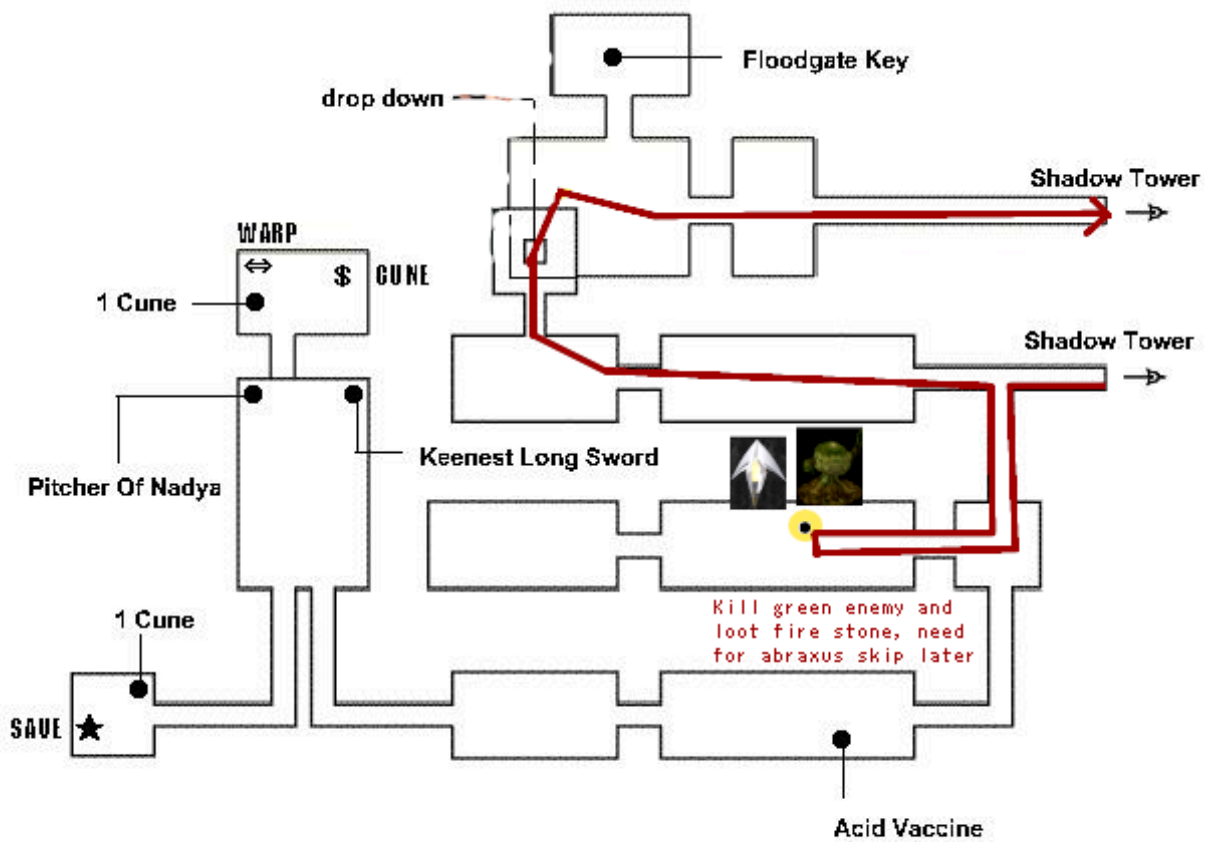 Floodgate Key
drop down
Shadow Tower
WARP
$ CUNE
1 Cune
Shadow Tower
Keenest Long Sword
Pitcher Of Nadya
Kill green enemy and
loot fire stone, need
for abraxus skip later
1 Cune
SAVE
Acid Vaccine